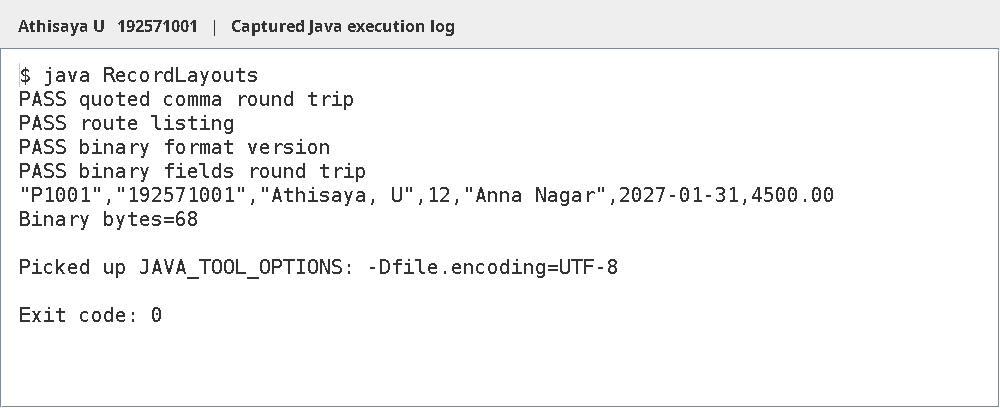 Athisaya U 192571001 | Captured Java execution log
$ java RecordLayouts
PASS quoted comma round trip
PASS route listing
PASS binary format version
PASS binary fields round trip
"P1001","192571001","Athisaya, U",12,"Anna Nagar",2027-01-31,4500.00
Binary bytes=68
Picked up JAVA_TOOL_OPTIONS: -Dfile.encoding=UTF-8
Exit code: 0